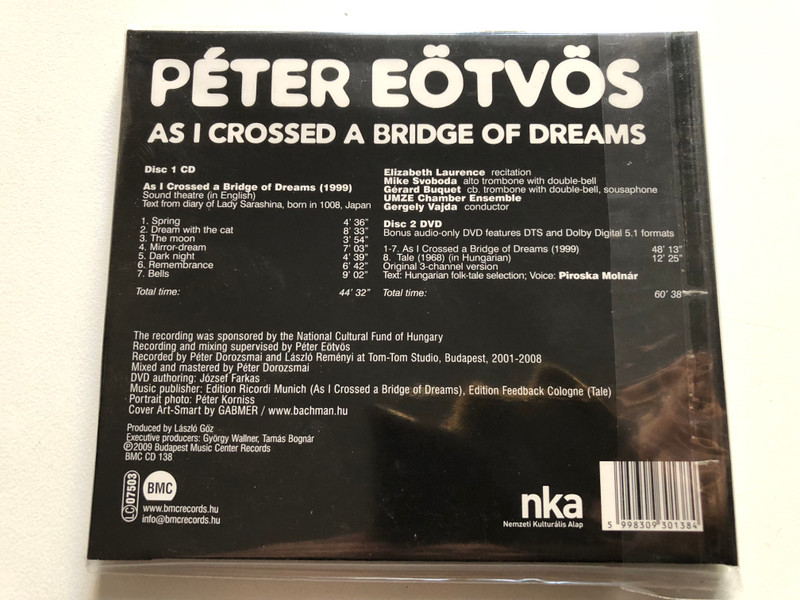 PÉTER EÖTVÖS
AS I CROSSED A BRIDGE OF DREAMS
Disc 1 CD
As I Crossed a Bridge of Dreams (1999)
Sound theatre (in English)
Text from diary of Lady Sarashina, born in 1008, Japan
1. Spring 4' 36"
2. Dream with the cat 8' 33"
3. The moon 3' 54"
4. Mirror-dream 7' 03"
5. Dark night 4' 39"
6. Remembrance 6' 42"
7. Bells 9' 02"
Total time: 44' 32"
Elizabeth Laurence recitation
Mike Svoboda alto trombone with double-bell
Gérard Buquet cb. trombone with double-bell, sousaphone
UMZE Chamber Ensemble
Gergely Vajda conductor
Disc 2 DVD
Bonus audio-only DVD features DTS and Dolby Digital 5.1 formats
1-7. As I Crossed a Bridge of Dreams (1999) 48' 13"
8. Tale (1968) (in Hungarian) 12' 25"
Original 3-channel version
Text: Hungarian folk-tale selection; Voice: Piroska Molnár
Total time: 60' 38"
The recording was sponsored by the National Cultural Fund of Hungary
Recording and mixing supervised by Péter Eötvös
Recorded by Péter Dorozsmai and László Reményi at Tom-Tom Studio, Budapest, 2001-2008
Mixed and mastered by Péter Dorozsmai
DVD authoring: József Farkas
Music publisher: Edition Ricordi Munich (As I Crossed a Bridge of Dreams), Edition Feedback Cologne (Tale)
Portrait photo: Péter Korniss
Cover Art-Smart by GABMER / www.bachman.hu
Produced by László Gőz
Executive producers: György Wallner, Tamás Bognár
℗2009 Budapest Music Center Records
BMC CD 138
LC 07503
BMC
www.bmcrecords.hu
info@bmcrecords.hu
nka
Nemzeti Kulturális Alap
5 998309 301384